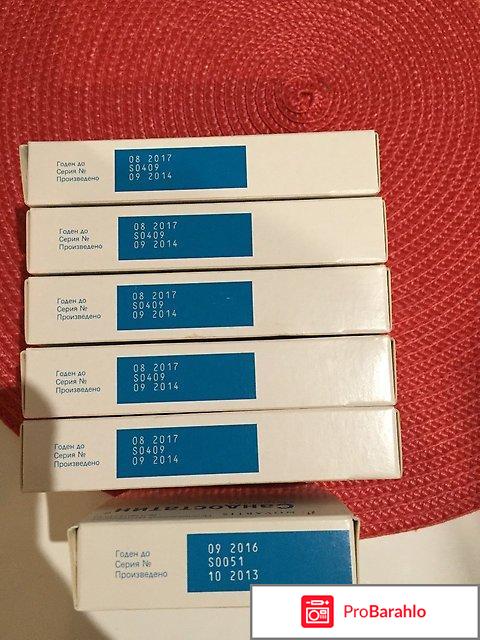 Годен до 08 2017
Серия № S0409
Произведено 09 2014
Годен до 08 2017
Серия № S0409
Произведено 09 2014
Годен до 08 2017
Серия № S0409
Произведено 09 2014
Годен до 08 2017
Серия № S0409
Произведено 09 2014
Годен до 08 2017
Серия № S0409
Произведено 09 2014
NOVARTIS
Сандостатин
Годен до 09 2016
Серия № S0051
Произведено 10 2013
ProBarahlo